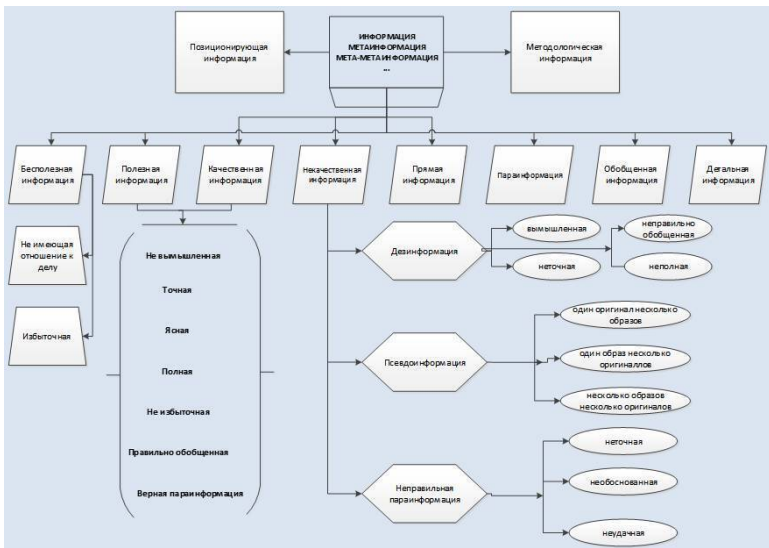 Позиционирующая
информация
ИНФОРМАЦИЯ
МЕТАИНФОРМАЦИЯ
МЕТА-МЕТАИНФОРМАЦИЯ
...
Методологическая
информация
Бесполезная
информация
Полезная
информация
Качественная
информация
Некачественная
информация
Прямая
информация
Параинформация
Обобщенная
информация
Детальная
информация
Не имеющая
отношение к
делу
Избыточная
Не вымышленная
Точная
Ясная
Полная
Не избыточная
Правильно обобщенная
Верная параинформация
Дезинформация
вымышленная
неправильно
обобщенная
неточная
неполная
Псевдоинформация
один оригинал несколько
образов
один образ несколько
оригиналлов
несколько образов
несколько оригиналов
Неправильная
параинформация
неточная
необоснованная
неудачная